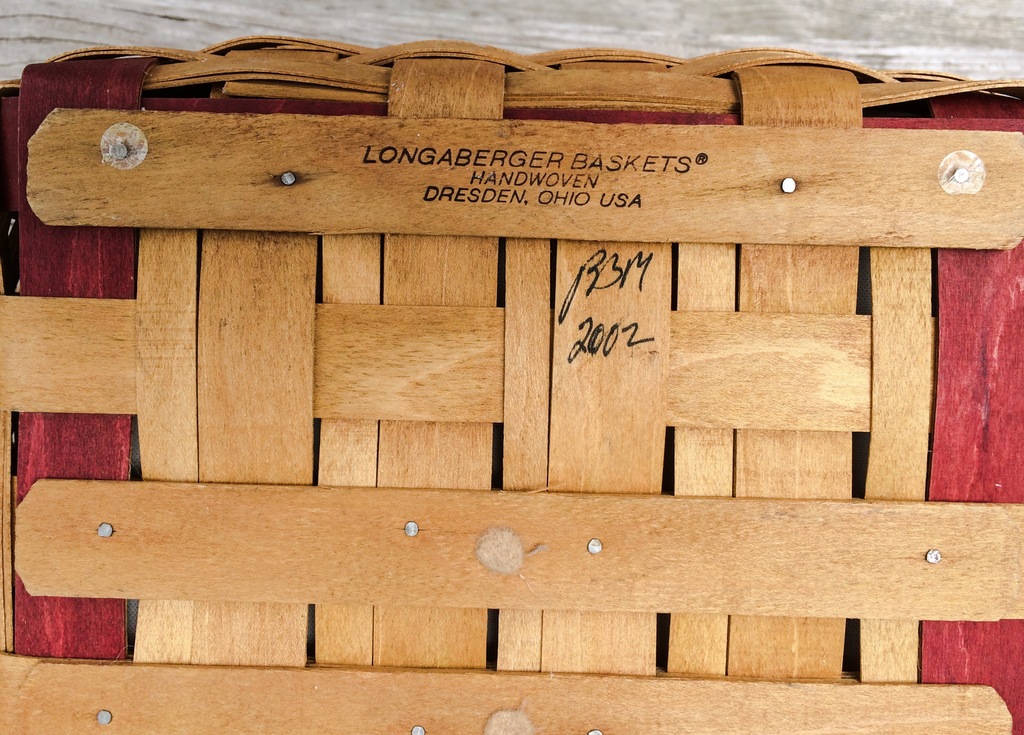 LONGABERGER BASKETS®
HANDWOVEN
DRESDEN, OHIO USA
BBM
2002